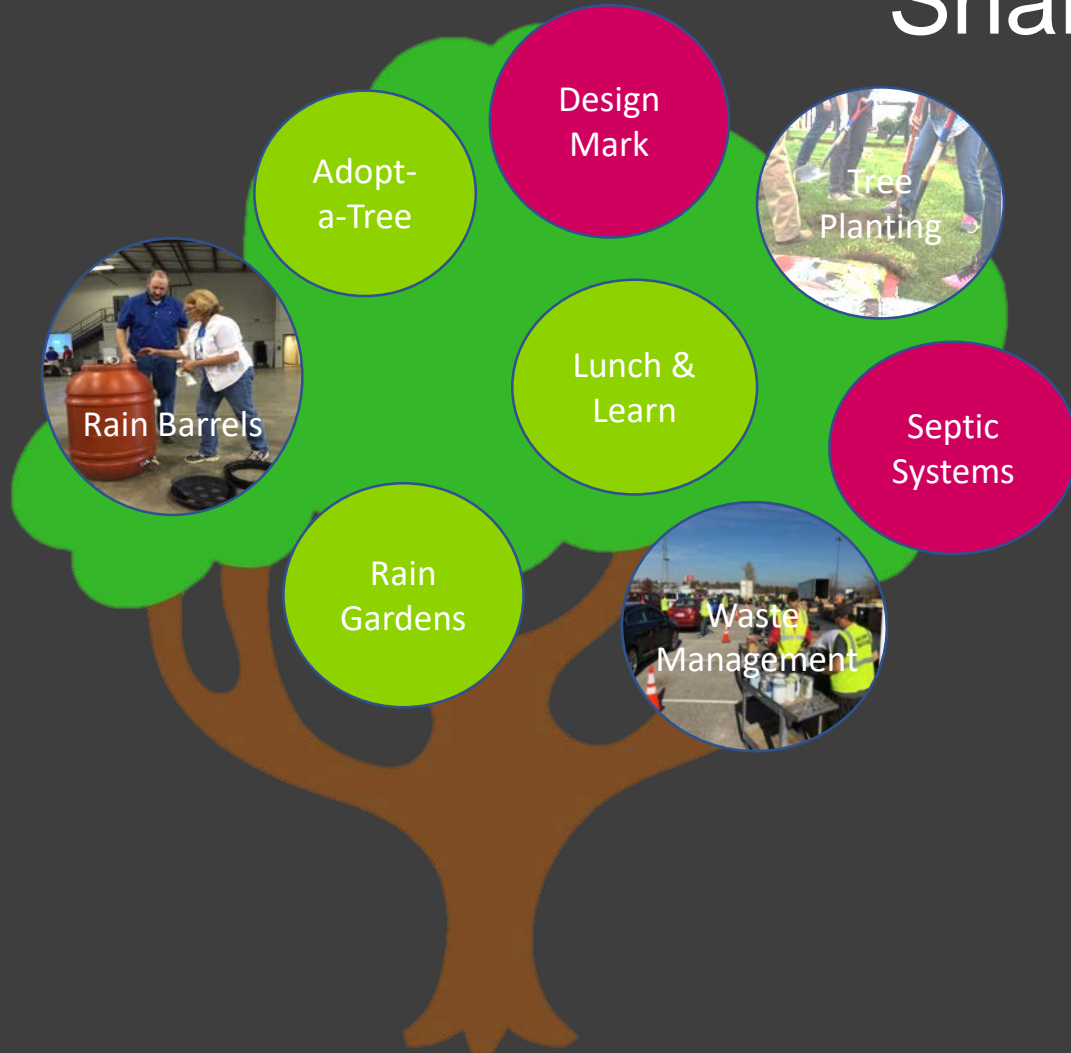 Design
Mark
Adopt-
a-Tree
Tree
Planting
Rain Barrels
Lunch &
Learn
Septic
Systems
Rain
Gardens
Waste
Management